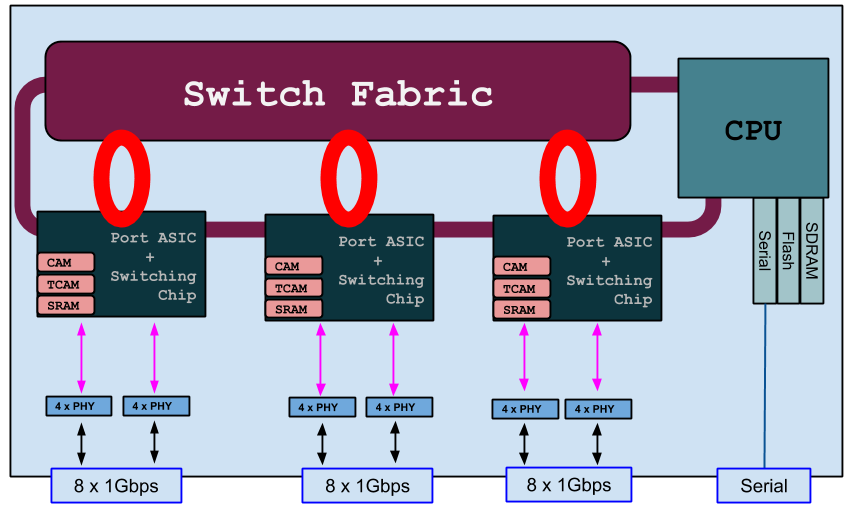 Switch Fabric
CPU
Serial
Flash
SDRAM
Port ASIC
+
Switching
Chip
CAM
TCAM
SRAM
Port ASIC
+
Switching
Chip
CAM
TCAM
SRAM
Port ASIC
+
Switching
Chip
CAM
TCAM
SRAM
4 x PHY
4 x PHY
4 x PHY
4 x PHY
4 x PHY
4 x PHY
8 x 1Gbps
8 x 1Gbps
8 x 1Gbps
Serial